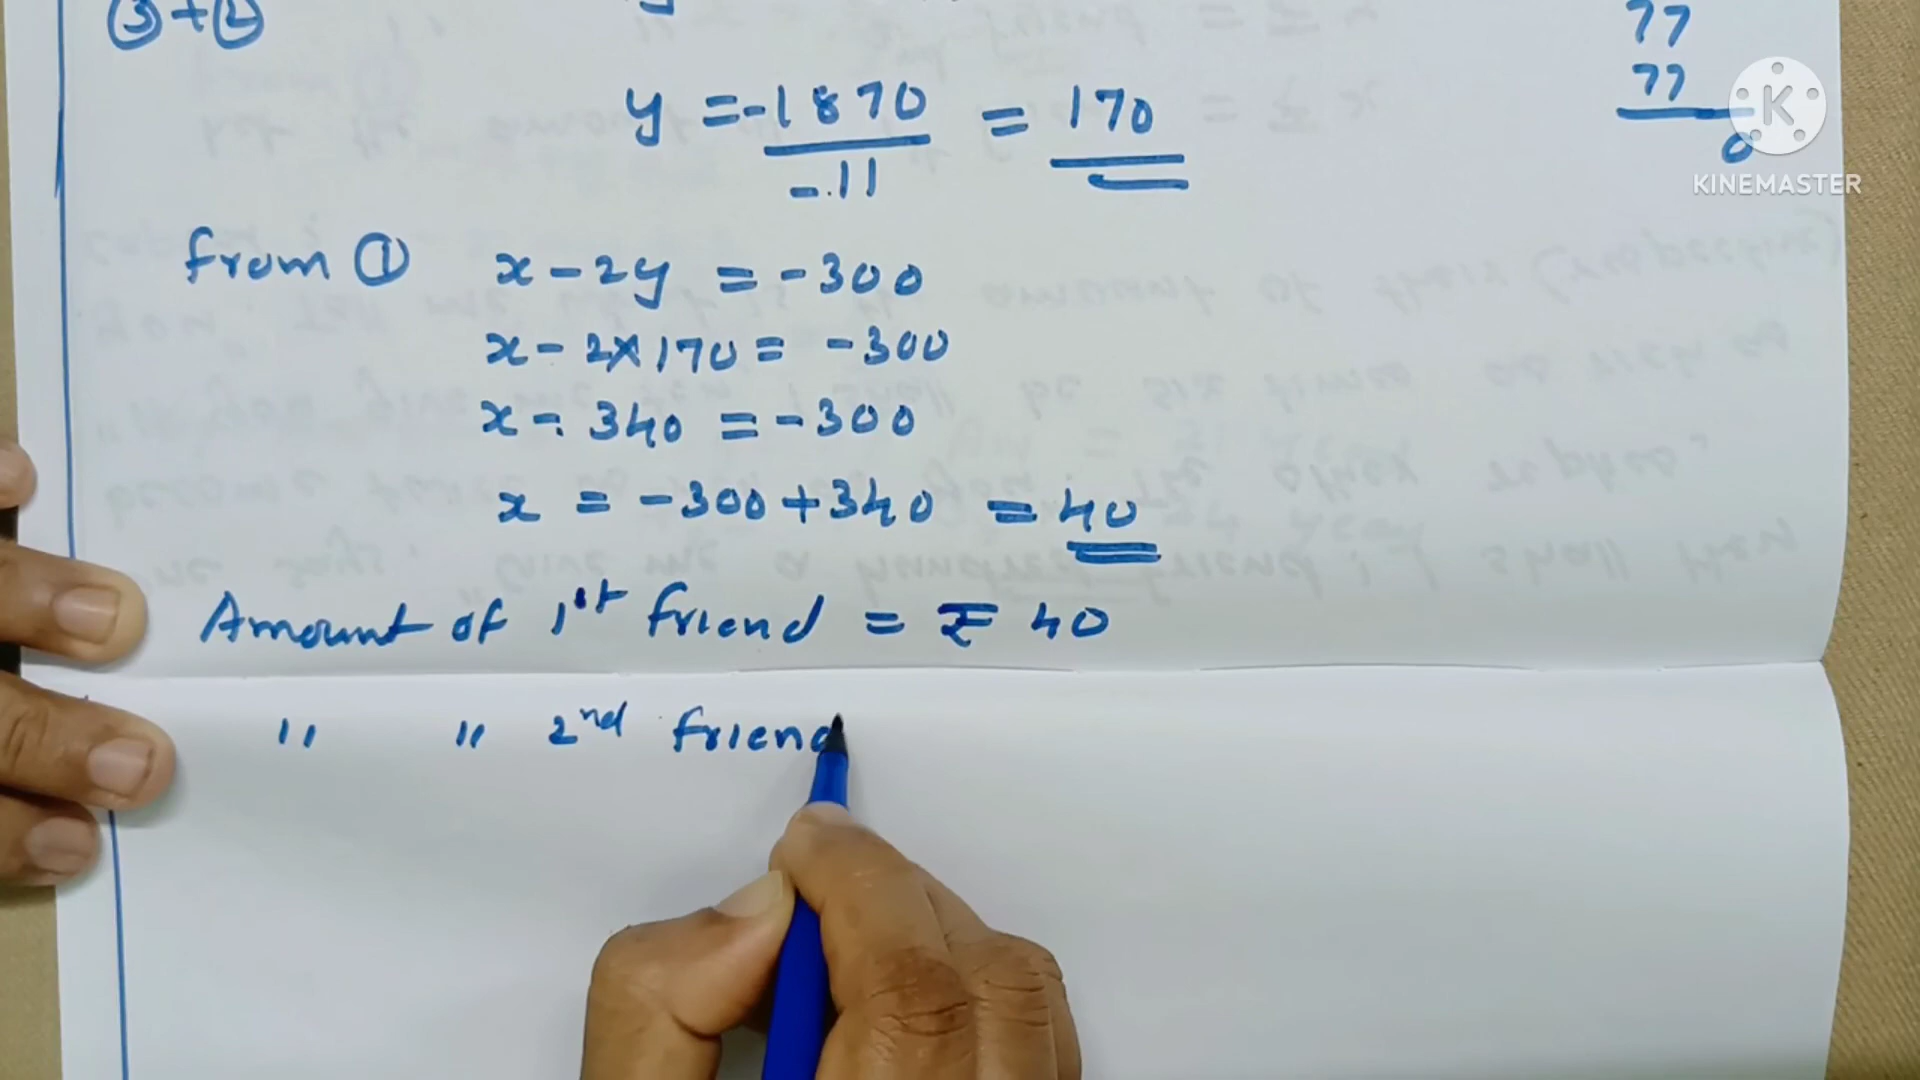 ③+②
77
y = -1870 = 170
-11
77
0
KINEMASTER
from ① x - 2y = -300
x - 2×170 = -300
x - 340 = -300
x = -300+340 = 40
Amount of 1st friend = ₹ 40
" " 2nd friend